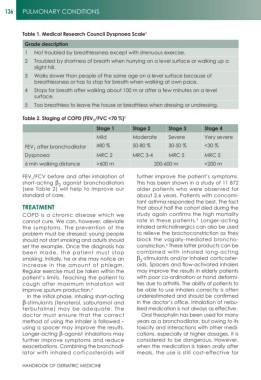 136 PULMONARY CONDITIONS
Table 1. Medical Research Council Dyspnoea Scale¹
Grade description
1 Not troubled by breathlessness except with strenuous exercise.
2 Troubled by shortness of breath when hurrying on a level surface or walking up a
slight hill.
3 Walks slower than people of the same age on a level surface because of
breathlessness or has to stop for breath when walking at own pace.
4 Stops for breath after walking about 100 m or after a few minutes on a level
surface.
5 Too breathless to leave the house or breathless when dressing or undressing.
Table 2. Staging of COPD (FEV₁/FVC <70 %)²
Stage 1 Stage 2 Stage 3 Stage 4
Mild Moderate Severe Very severe
FEV₁ after bronchodilator ≥80 % 50-80 % 30-50 % <30 %
Dyspnoea MRC 2 MRC 3-4 MRC 5 MRC 5
6 min walking distance >600 m 200-600 m <200 m
FEV₁/FCV before and after inhalation of
short-acting β₂ agonist bronchodilators
(see Table 2) will help to improve our
standard of care.
TREATMENT
COPD is a chronic disease which we
cannot cure. We can, however, alleviate
the symptoms. The prevention of the
problem must be stressed: young people
should not start smoking and adults should
set the example. Once the diagnosis has
been made, the patient must stop
smoking. Initially, he or she may notice an
increase in the amount of phlegm.
Regular exercise must be taken within the
patient's limits. Teaching the patient to
cough after maximum inhalation will
improve sputum production.
In the initial phase, inhaling short-acting
β-stimulants (fenoterol, salbutamol and
terbutaline) may be adequate. The
doctor must ensure that the correct
method of using the inhaler is followed -
using a spacer may improve the results.
Longer-acting β-agonist inhalations may
further improve symptoms and reduce
exacerbations. Combining the bronchodi-
lator with inhaled corticosteroids will
further improve the patient's symptoms.
This has been shown in a study of 11 872
older patients who were observed for
about 2.6 years. Patients with concomi-
tant asthma responded the best. The fact
that about half the cohort died during the
study again confirms the high mortality
rate in these patients. Longer-acting
inhaled anticholinergics can also be used
to relieve the bronchoconstriction as they
block the vagally-mediated broncho-
constriction. These latter products can be
combined with inhaled long-acting
β₂-stimulants and/or inhaled corticoster-
oids. Spacers and flow-activated inhalers
may improve the results in elderly patients
with poor co-ordination or hand deformi-
ties due to arthritis. The ability of patients to
be able to use inhalers correctly is often
underestimated and should be confirmed
in the doctor's office. Inhalation of nebu-
lised medication is not always as effective.
Oral theophyllin has been used for many
years as a bronchodilator, but owing to its
toxicity and interactions with other medi-
cations, especially at higher dosages, it is
considered to be dangerous. However,
when the medication is taken orally after
meals, the use is still cost-effective for
HANDBOOK OF GERIATRIC MEDICINE